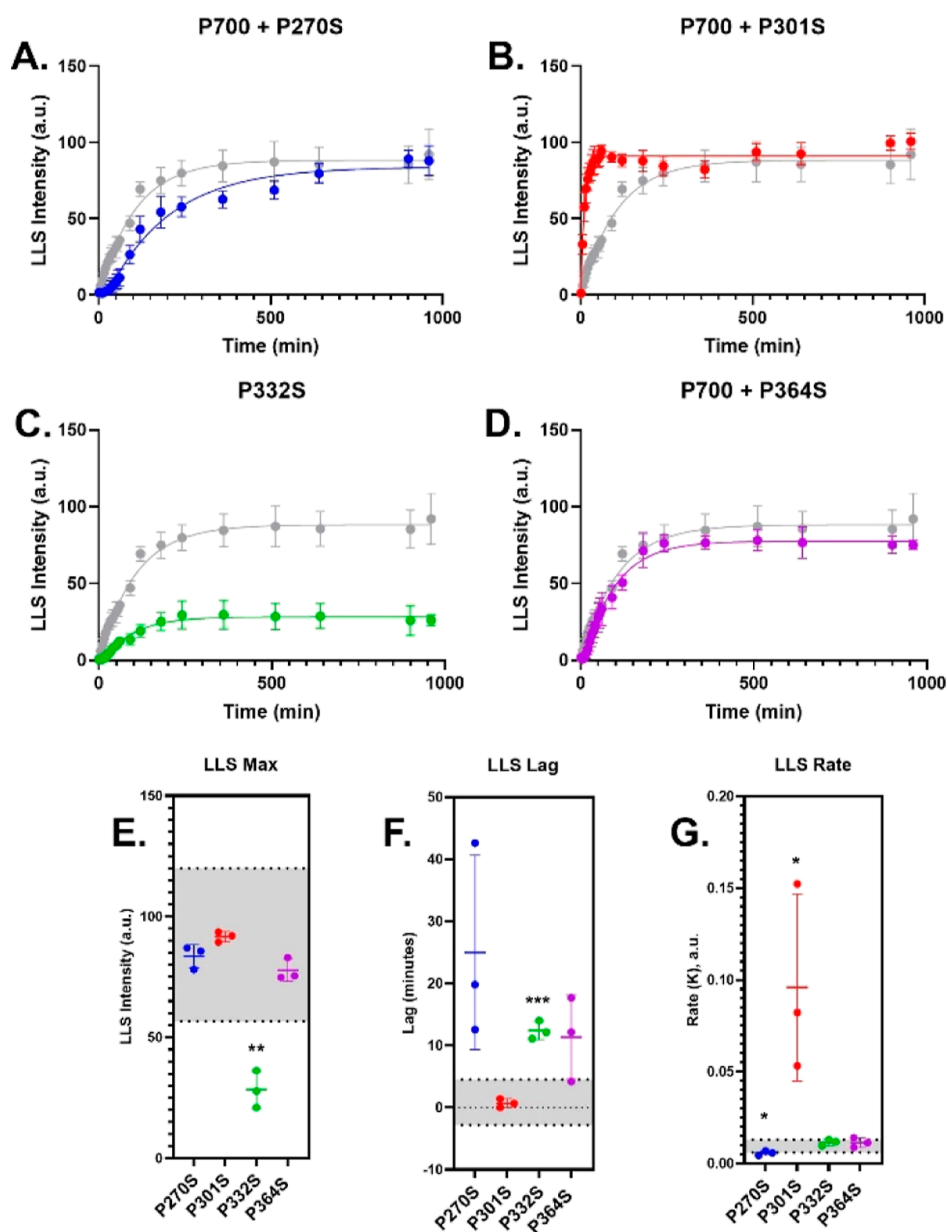 P700 + P270S
P700 + P301S
A.
B.
LLS Intensity (a.u.)
150
100
50
0
0
500
1000
Time (min)
LLS Intensity (a.u.)
150
100
50
0
0
500
1000
Time (min)
P332S
P700 + P364S
C.
D.
LLS Intensity (a.u.)
150
100
50
0
0
500
1000
Time (min)
LLS Intensity (a.u.)
150
100
50
0
0
500
1000
Time (min)
LLS Max
LLS Lag
LLS Rate
E.
LLS Intensity (a.u.)
150
100
50
0
**
P270S
P301S
P332S
P364S
F.
Lag (minutes)
50
40
30
20
10
0
-10
***
P270S
P301S
P332S
P364S
G.
Rate (K), a.u.
0.20
0.15
0.10
0.05
0.00
*
*
P270S
P301S
P332S
P364S